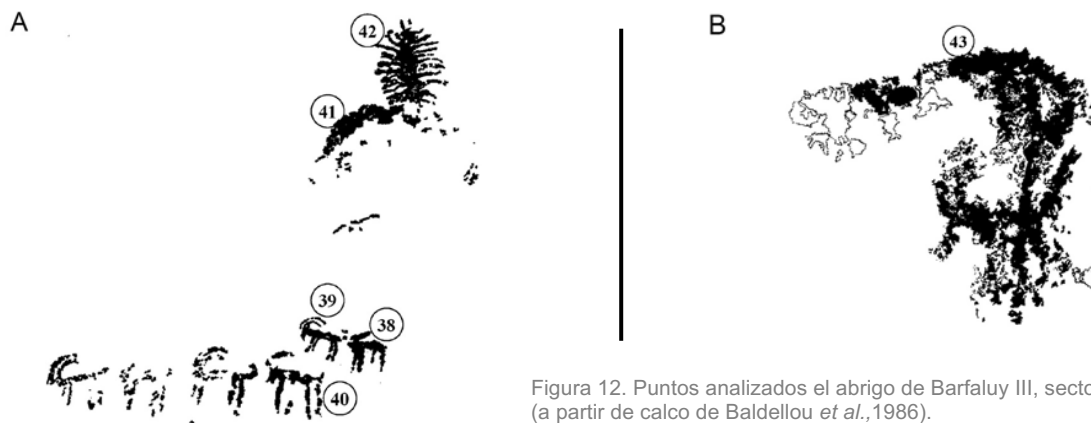 A
42
41
39
38
40
B
43
Figura 12. Puntos analizados el abrigo de Barfaluy III, secto
(a partir de calco de Baldellou et al.,1986).